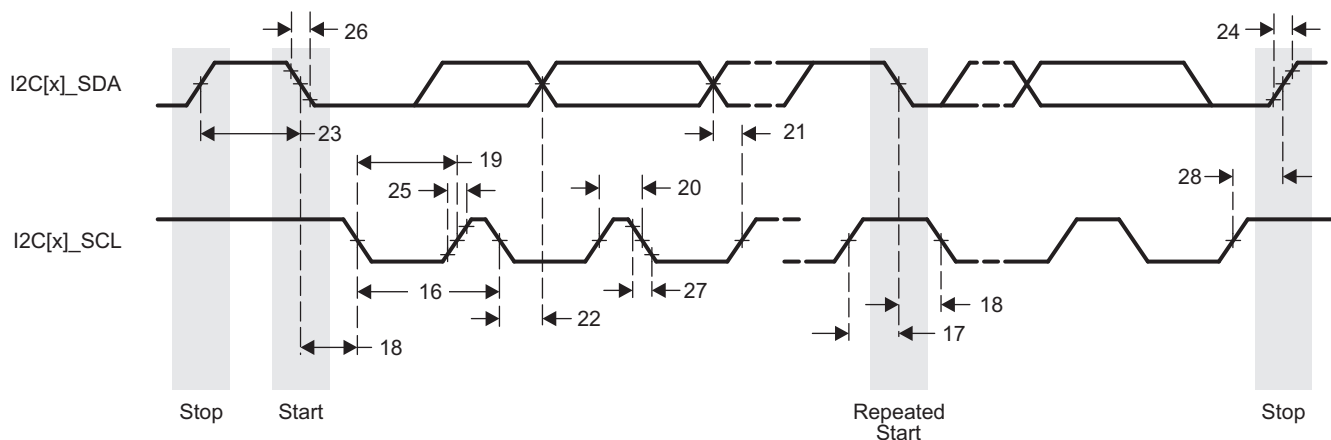 26
24
I2C[x]_SDA
23
21
19
25
20
28
I2C[x]_SCL
16
27
22
18
17
18
Stop
Start
Repeated
Start
Stop